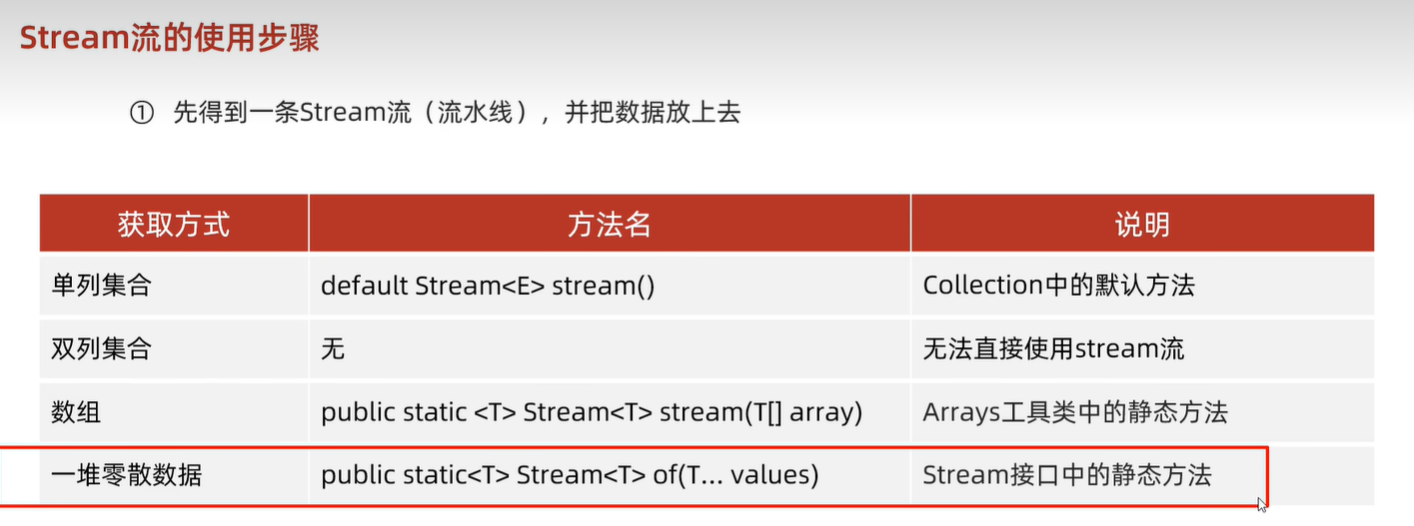 Stream流的使用步骤
① 先得到一条Stream流（流水线），并把数据放上去
获取方式 方法名 说明
单列集合 default Stream<E> stream() Collection中的默认方法
双列集合 无 无法直接使用stream流
数组 public static <T> Stream<T> stream(T[] array) Arrays工具类中的静态方法
一堆零散数据 public static<T> Stream<T> of(T... values) Stream接口中的静态方法